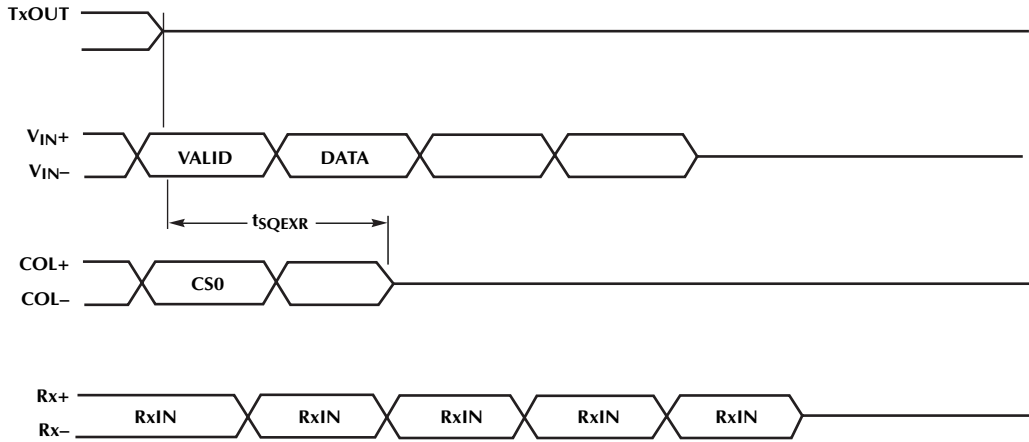 TxOUT
VIN+
VIN–
VALID DATA
tSQEXR
COL+
COL–
CS0
Rx+
Rx–
RxIN RxIN RxIN RxIN RxIN